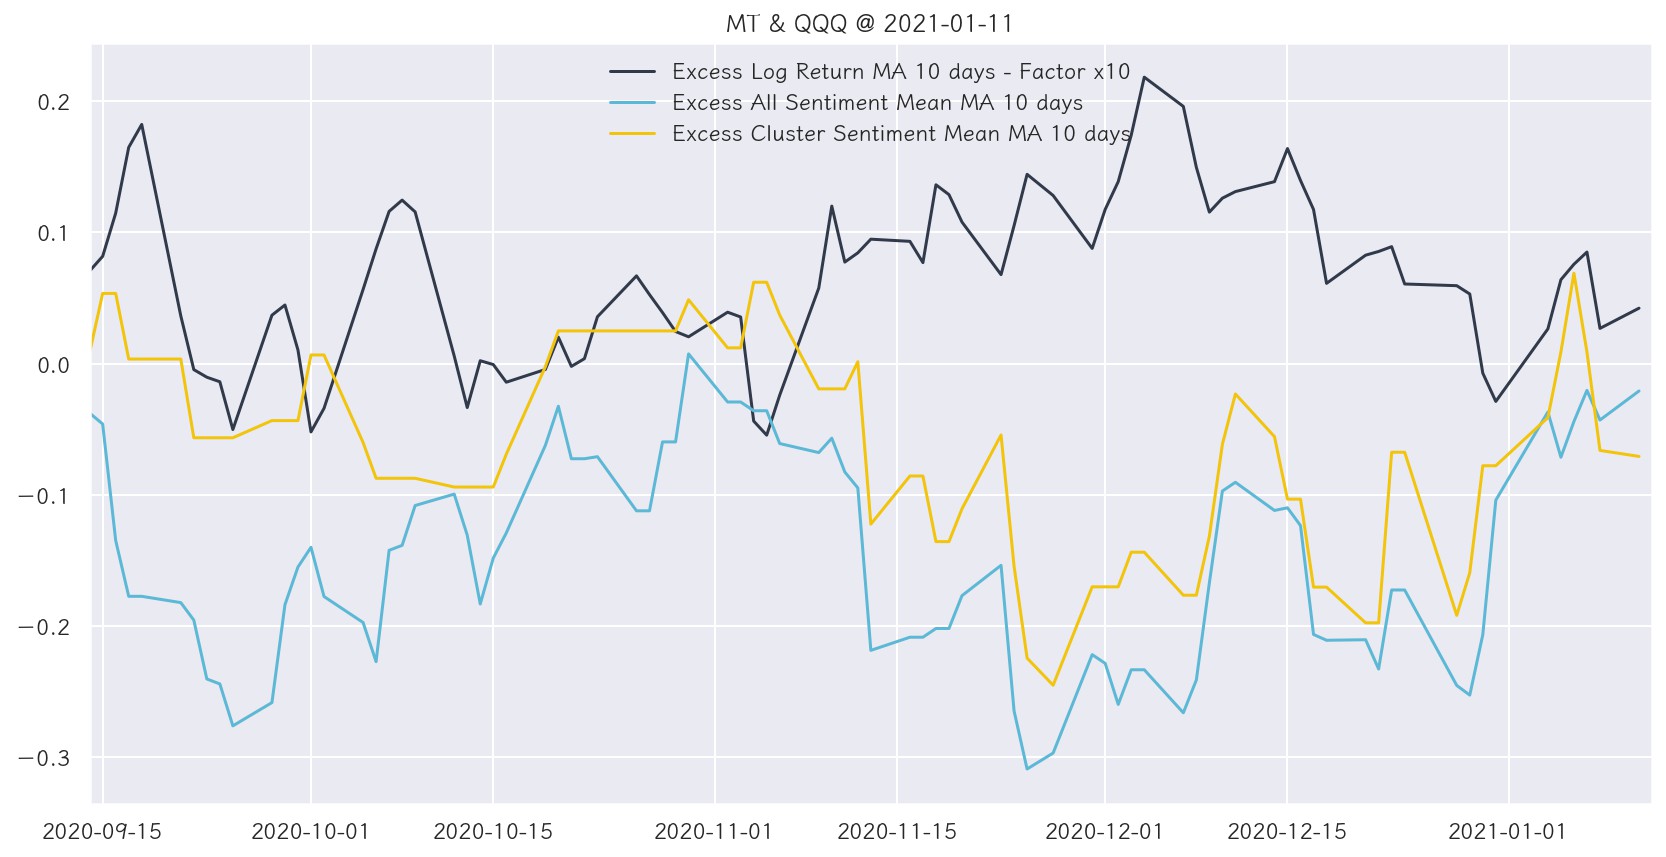 MT & QQQ @ 2021-01-11
Excess Log Return MA 10 days - Factor x10
Excess All Sentiment Mean MA 10 days
Excess Cluster Sentiment Mean MA 10 days
0.2
0.1
0.0
−0.1
−0.2
−0.3
2020-09-15 2020-10-01 2020-10-15 2020-11-01 2020-11-15 2020-12-01 2020-12-15 2021-01-01